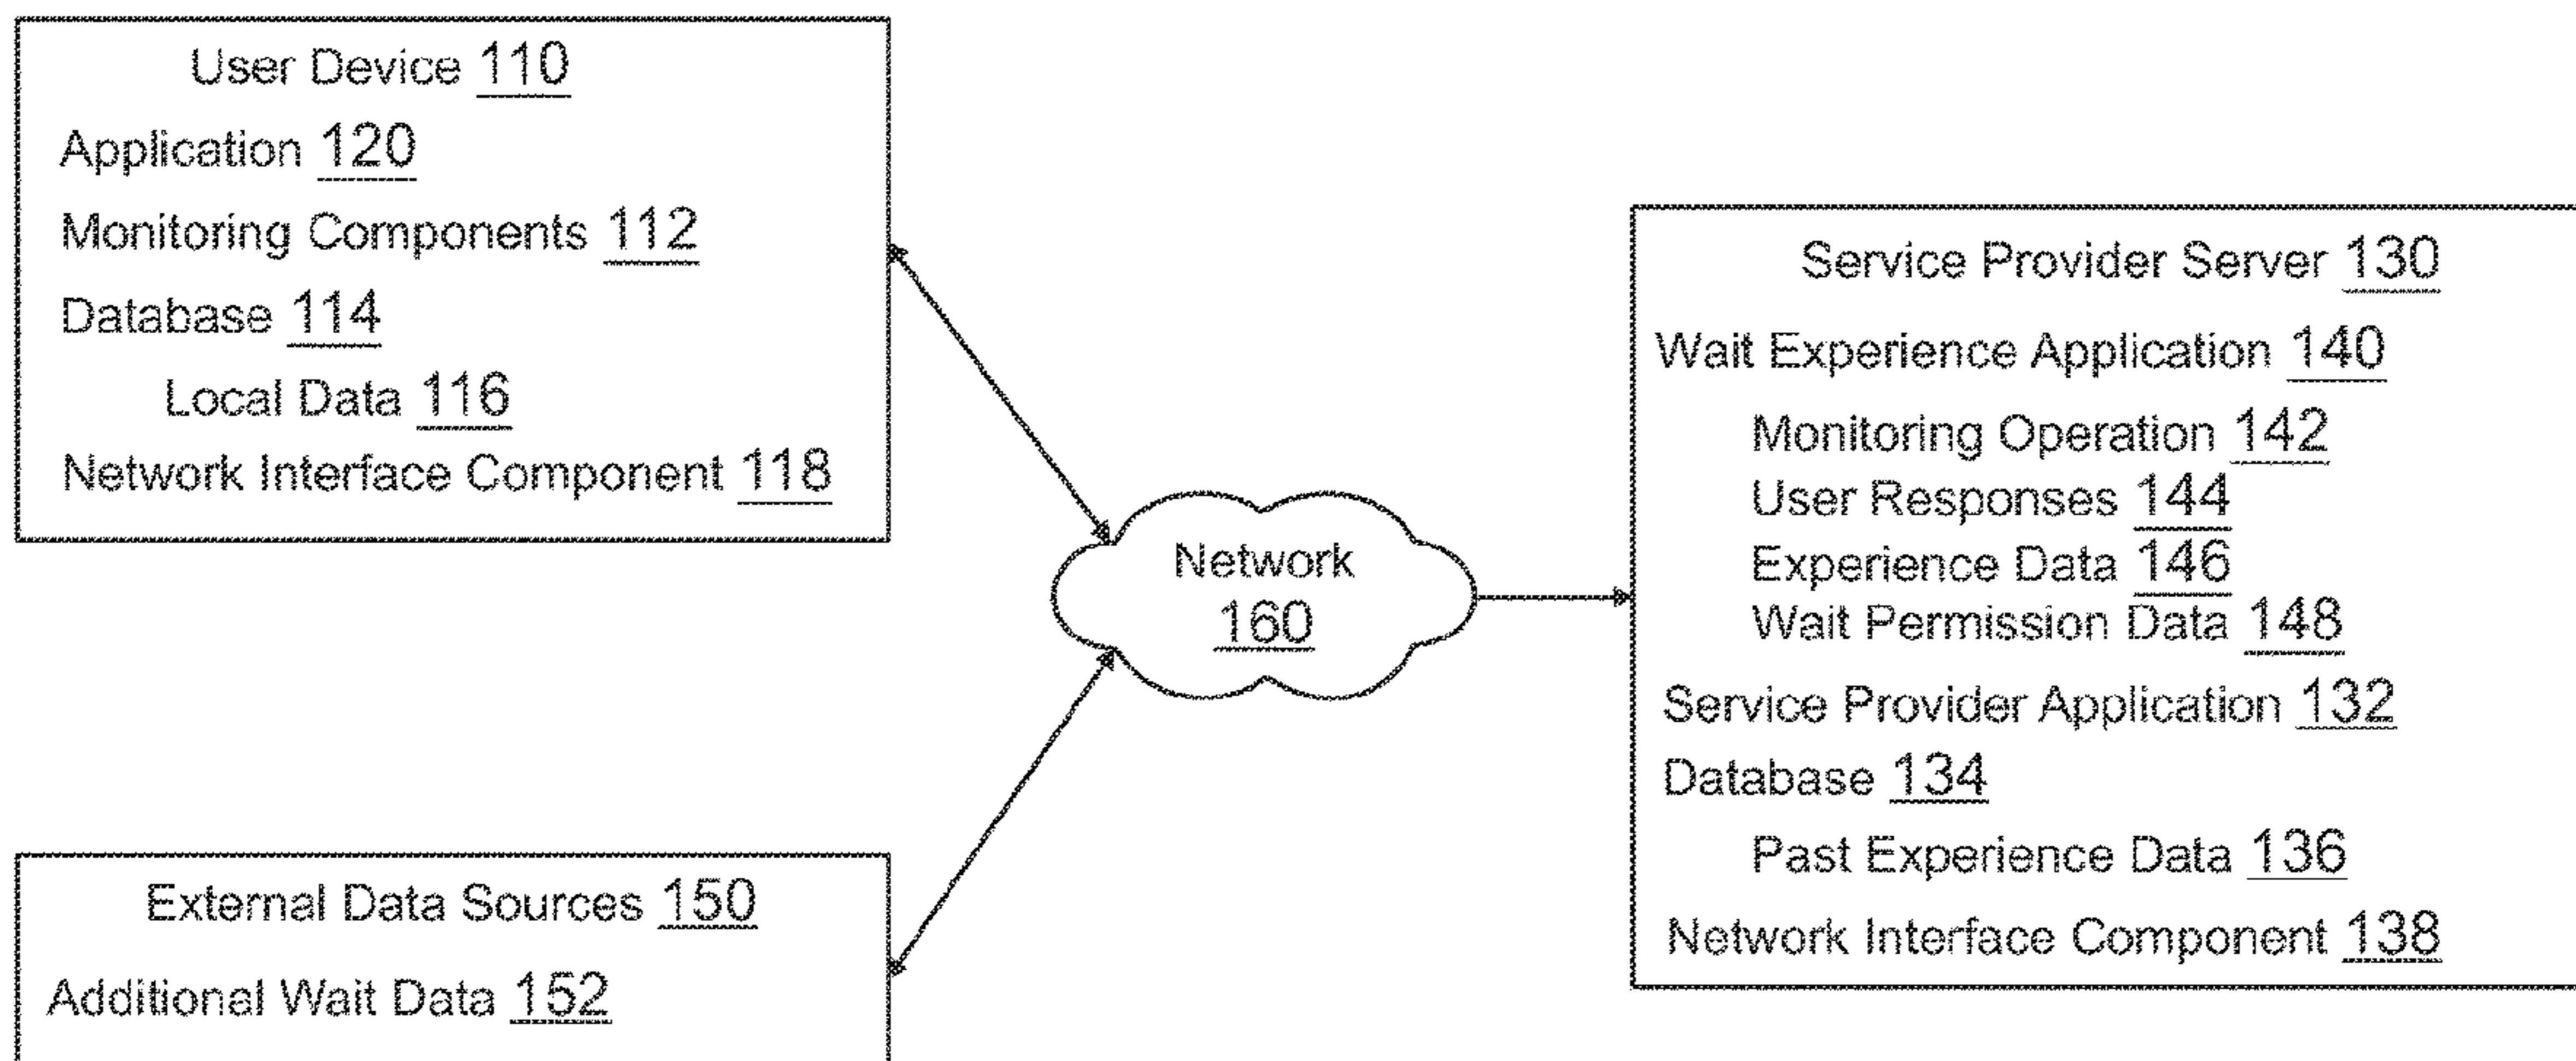 User Device 110
Application 120
Monitoring Components 112
Database 114
Local Data 116
Network Interface Component 118
Network
160
External Data Sources 150
Additional Wait Data 152
Service Provider Server 130
Wait Experience Application 140
Monitoring Operation 142
User Responses 144
Experience Data 146
Wait Permission Data 148
Service Provider Application 132
Database 134
Past Experience Data 136
Network Interface Component 138